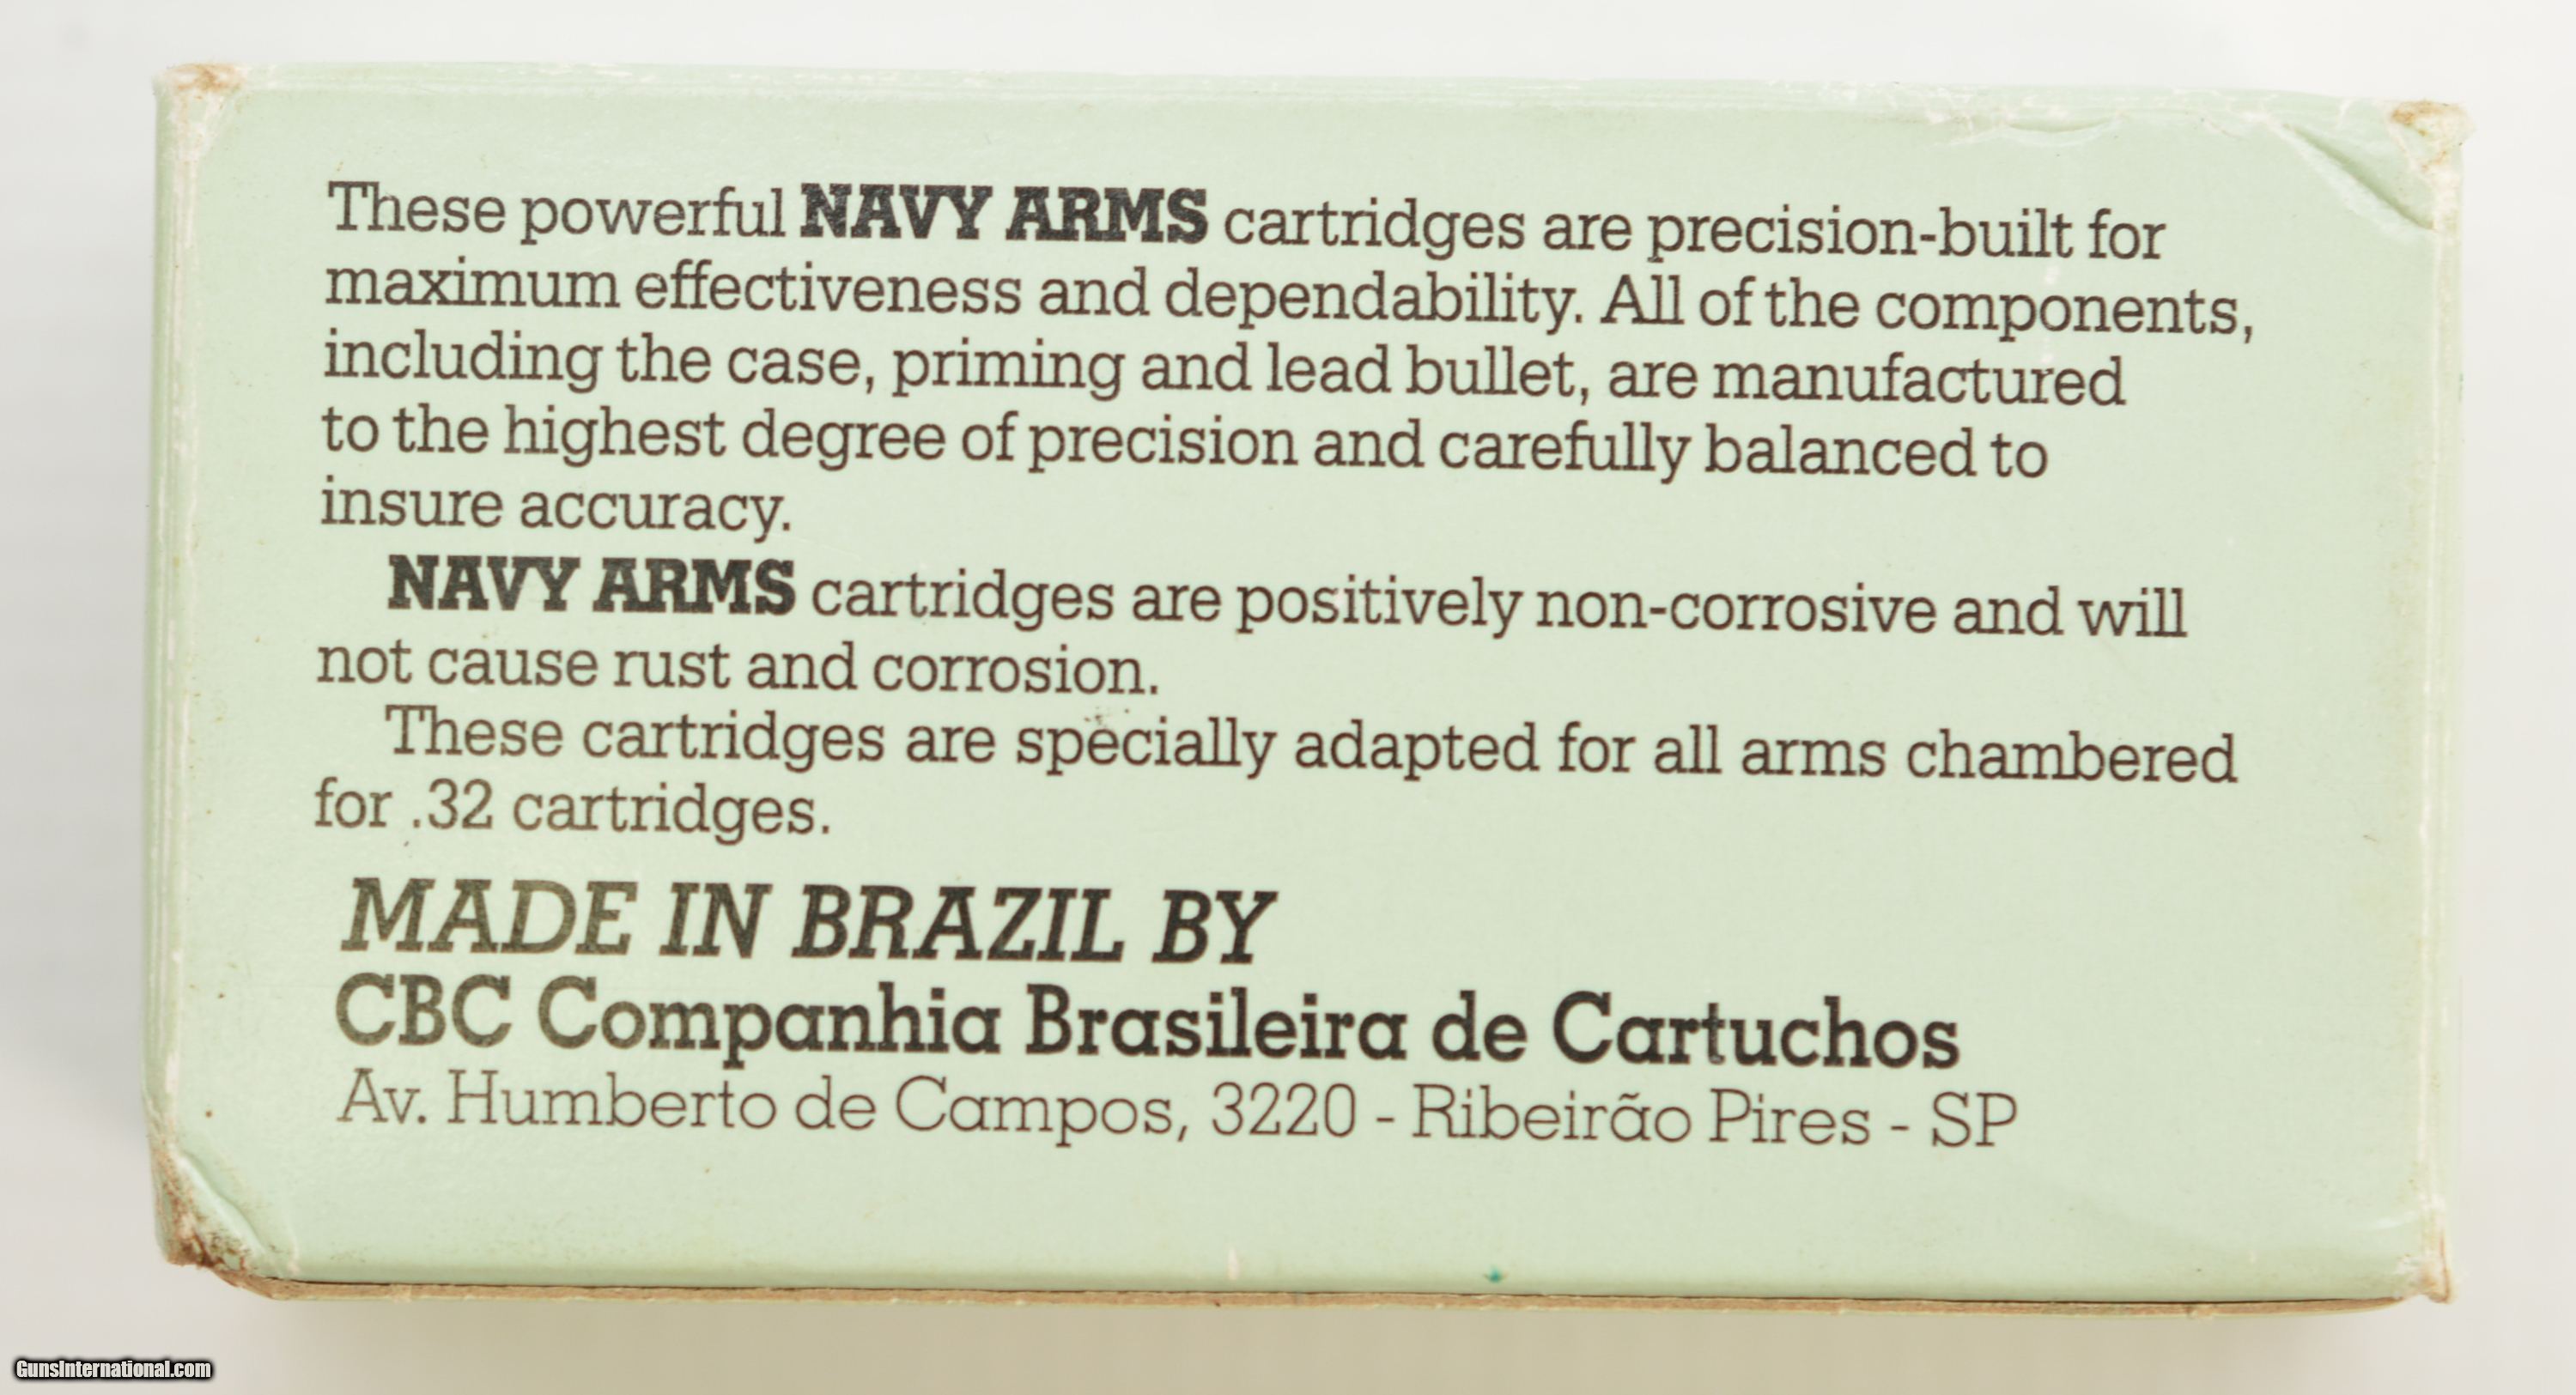 These powerful NAVY ARMS cartridges are precision-built for
maximum effectiveness and dependability. All of the components,
including the case, priming and lead bullet, are manufactured
to the highest degree of precision and carefully balanced to
insure accuracy.
NAVY ARMS cartridges are positively non-corrosive and will
not cause rust and corrosion.
These cartridges are specially adapted for all arms chambered
for .32 cartridges.
MADE IN BRAZIL BY
CBC Companhia Brasileira de Cartuchos
Av. Humberto de Campos, 3220 - Ribeirão Pires - SP
GunsInternational.com